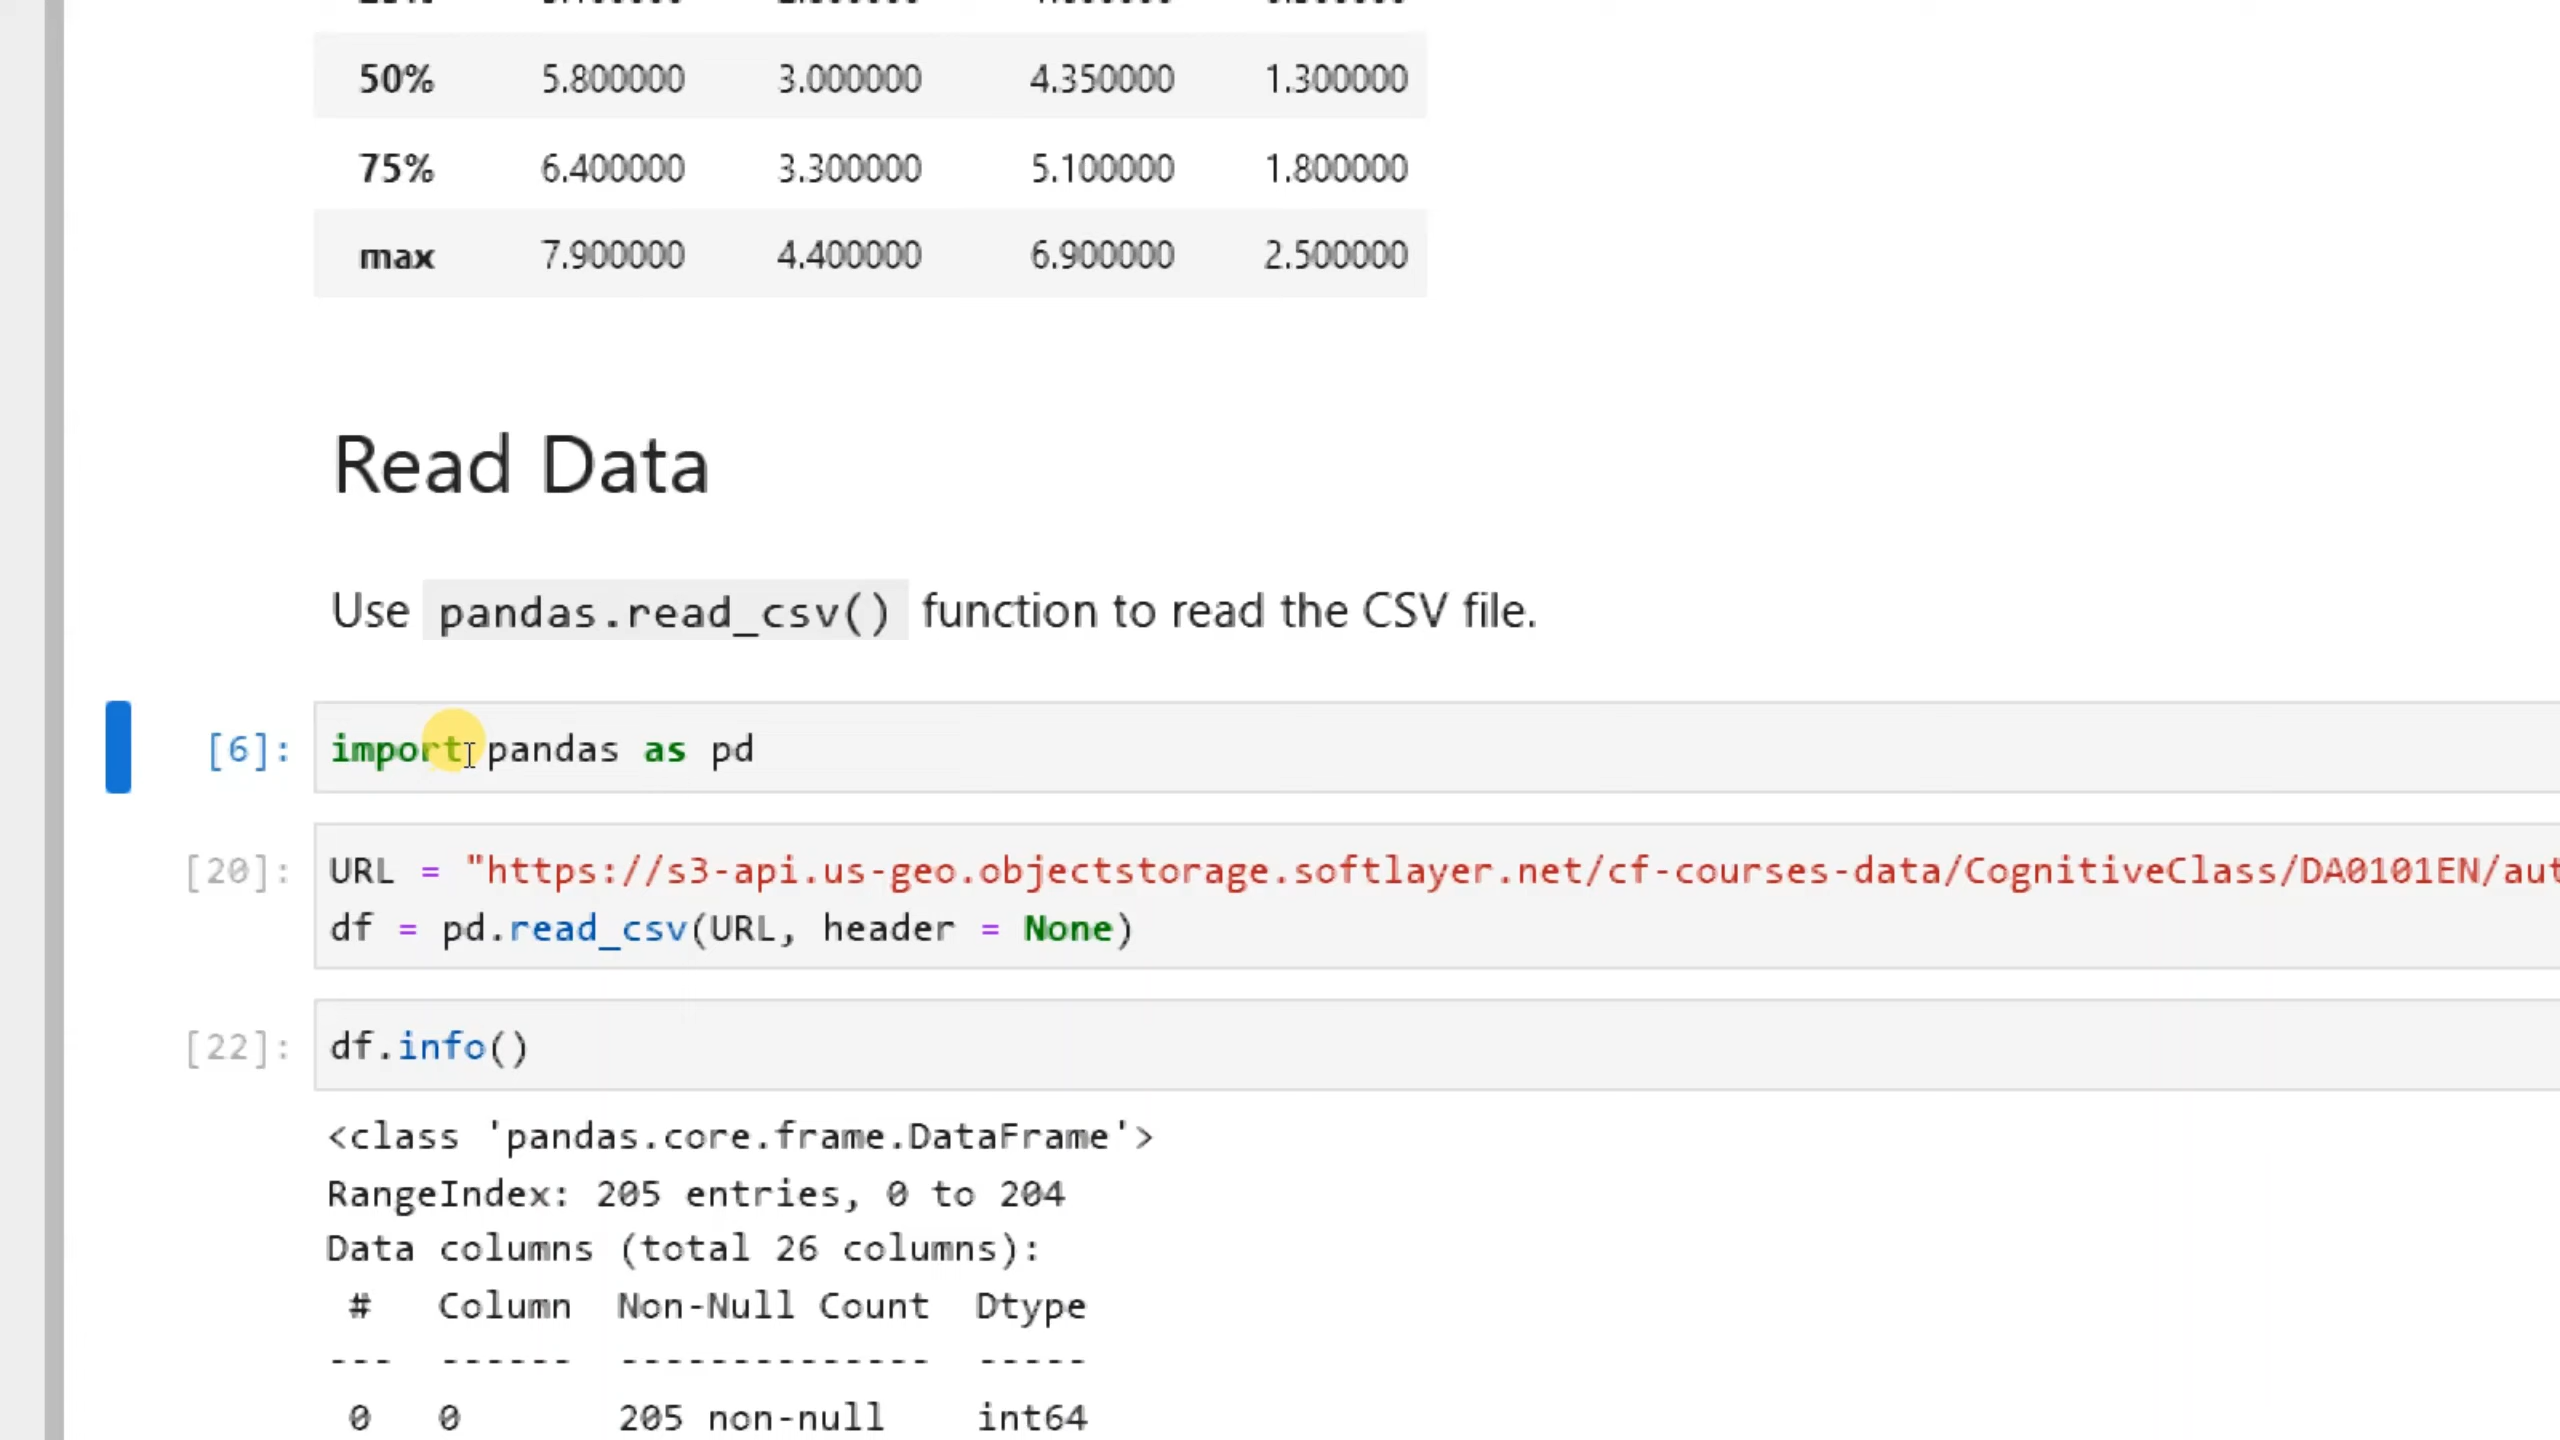 50% 5.800000 3.000000 4.350000 1.300000
75% 6.400000 3.300000 5.100000 1.800000
max 7.900000 4.400000 6.900000 2.500000
Read Data
Use pandas.read_csv() function to read the CSV file.
[6]: import pandas as pd
[20]: URL = "https://s3-api.us-geo.objectstorage.softlayer.net/cf-courses-data/CognitiveClass/DA0101EN/aut
df = pd.read_csv(URL, header = None)
[22]: df.info()
<class 'pandas.core.frame.DataFrame'>
RangeIndex: 205 entries, 0 to 204
Data columns (total 26 columns):
# Column Non-Null Count Dtype
--- ------ -------------- -----
0 0 205 non-null int64